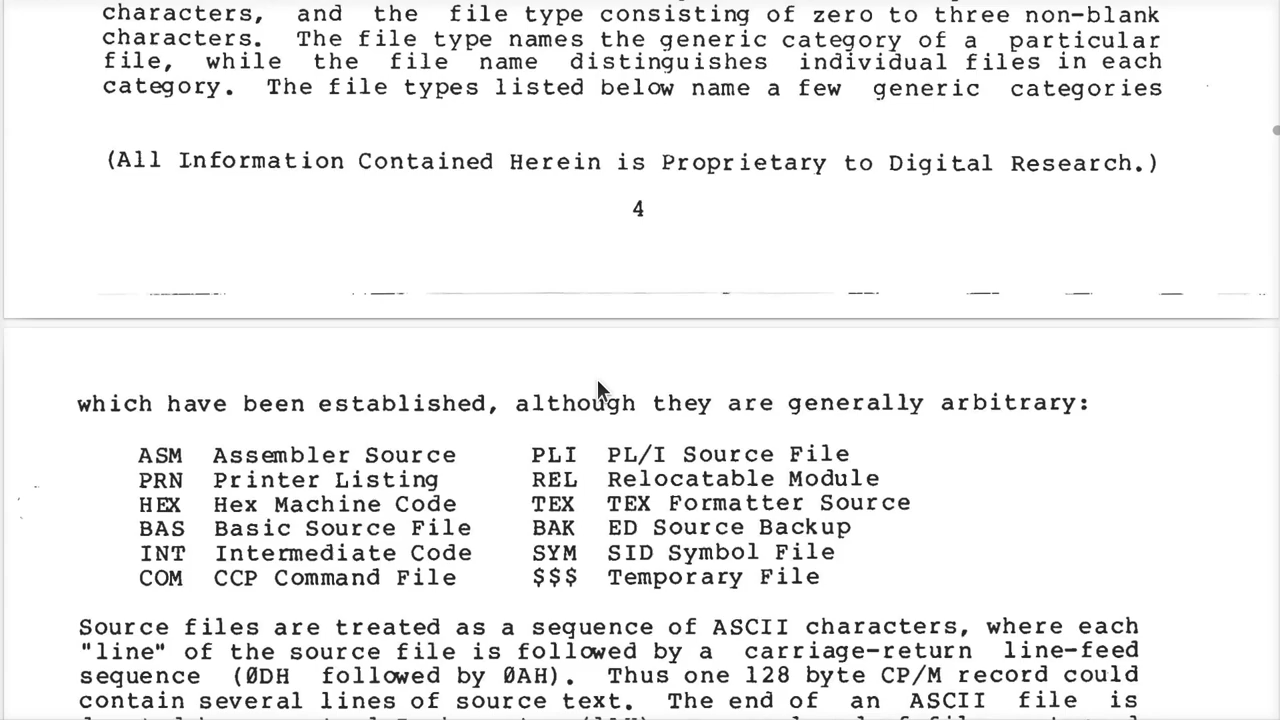 characters, and the file type consisting of zero to three non-blank
characters. The file type names the generic category of a particular
file, while the file name distinguishes individual files in each
category. The file types listed below name a few generic categories
(All Information Contained Herein is Proprietary to Digital Research.)
4
which have been established, although they are generally arbitrary:
ASM Assembler Source PLI PL/I Source File
PRN Printer Listing REL Relocatable Module
HEX Hex Machine Code TEX TEX Formatter Source
BAS Basic Source File BAK ED Source Backup
INT Intermediate Code SYM SID Symbol File
COM CCP Command File $$$ Temporary File
Source files are treated as a sequence of ASCII characters, where each
"line" of the source file is followed by a carriage-return line-feed
sequence (0DH followed by 0AH). Thus one 128 byte CP/M record could
contain several lines of source text. The end of an ASCII file is